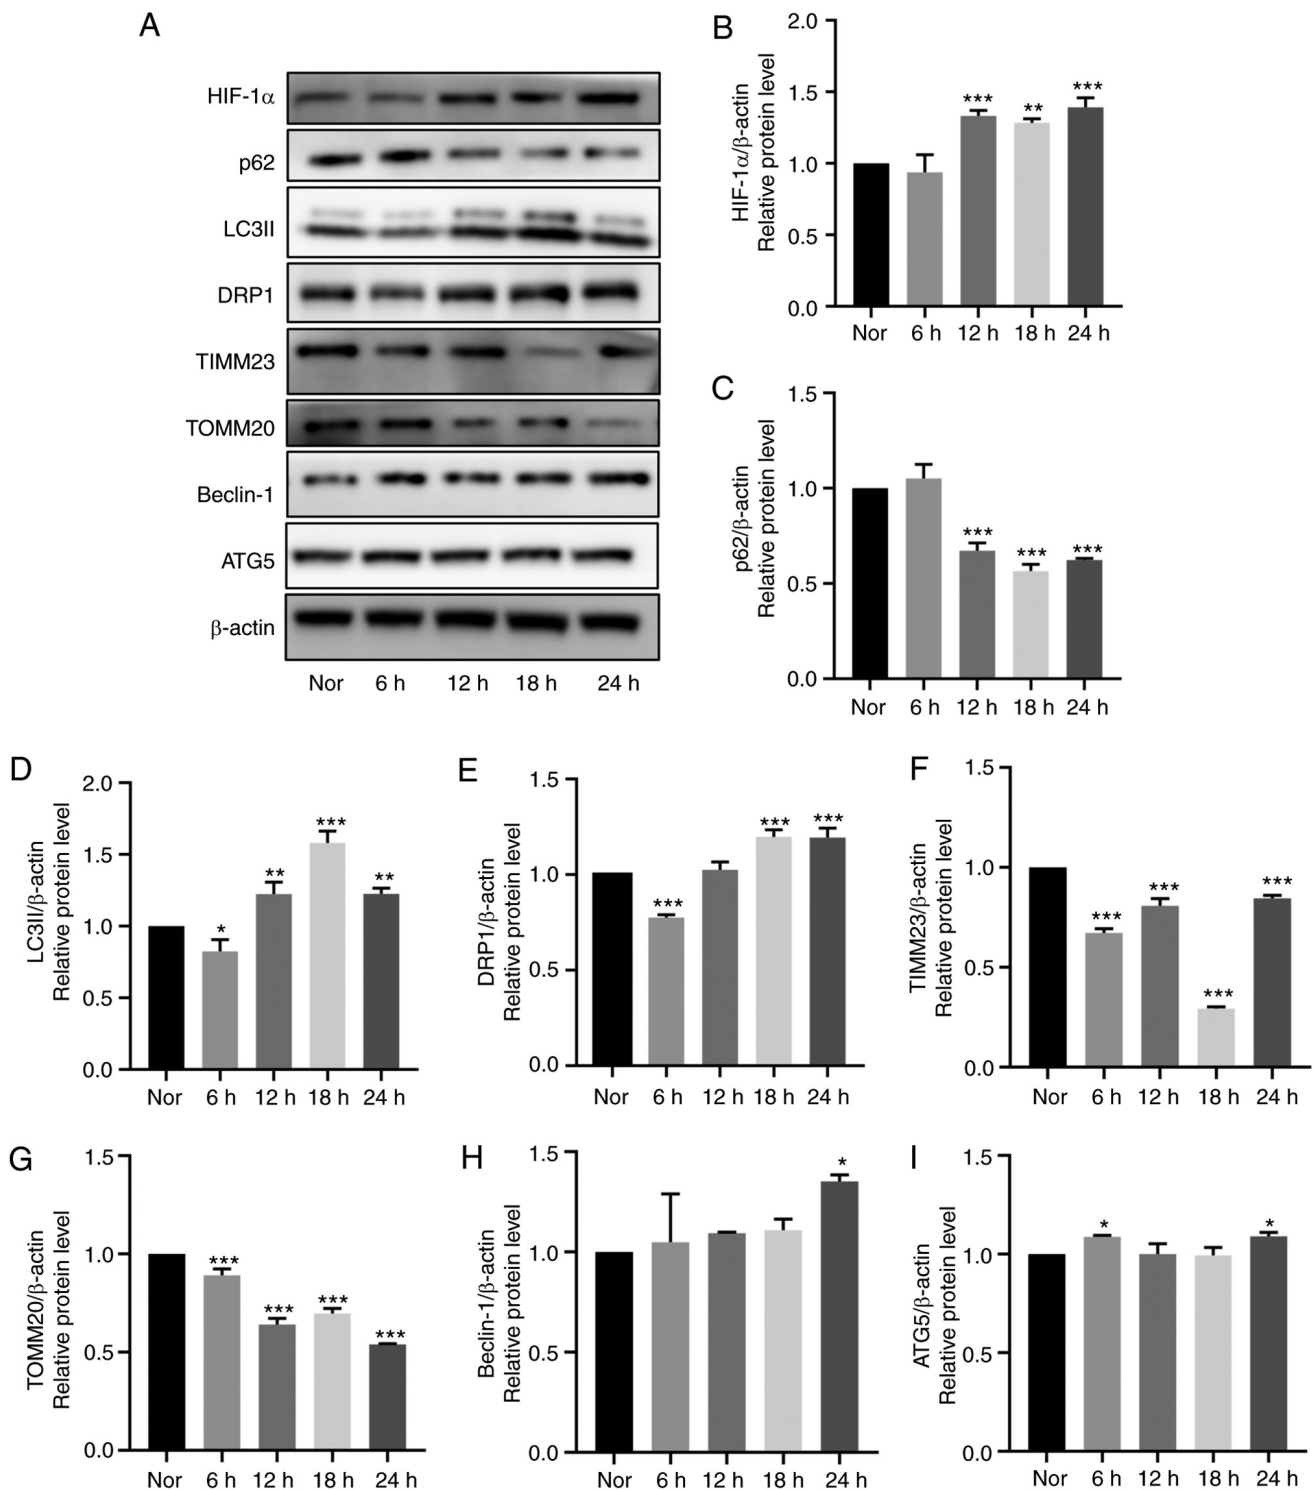 A
HIF-1α
p62
LC3II
DRP1
TIMM23
TOMM20
Beclin-1
ATG5
β-actin
Nor 6 h 12 h 18 h 24 h
B
HIF-1α/β-actin
Relative protein level
2.0
1.5
1.0
0.5
0.0
***
**
***
Nor 6 h 12 h 18 h 24 h
C
p62/β-actin
Relative protein level
1.5
1.0
0.5
0.0
***
***
***
Nor 6 h 12 h 18 h 24 h
D
LC3II/β-actin
Relative protein level
2.0
1.5
1.0
0.5
0.0
*
**
***
**
Nor 6 h 12 h 18 h 24 h
E
DRP1/β-actin
Relative protein level
1.5
1.0
0.5
0.0
***
***
***
Nor 6 h 12 h 18 h 24 h
F
TIMM23/β-actin
Relative protein level
1.5
1.0
0.5
0.0
***
***
***
***
Nor 6 h 12 h 18 h 24 h
G
TOMM20/β-actin
Relative protein level
1.5
1.0
0.5
0.0
***
***
***
***
Nor 6 h 12 h 18 h 24 h
H
Beclin-1/β-actin
Relative protein level
1.5
1.0
0.5
0.0
*
Nor 6 h 12 h 18 h 24 h
I
ATG5/β-actin
Relative protein level
1.5
1.0
0.5
0.0
*
*
Nor 6 h 12 h 18 h 24 h